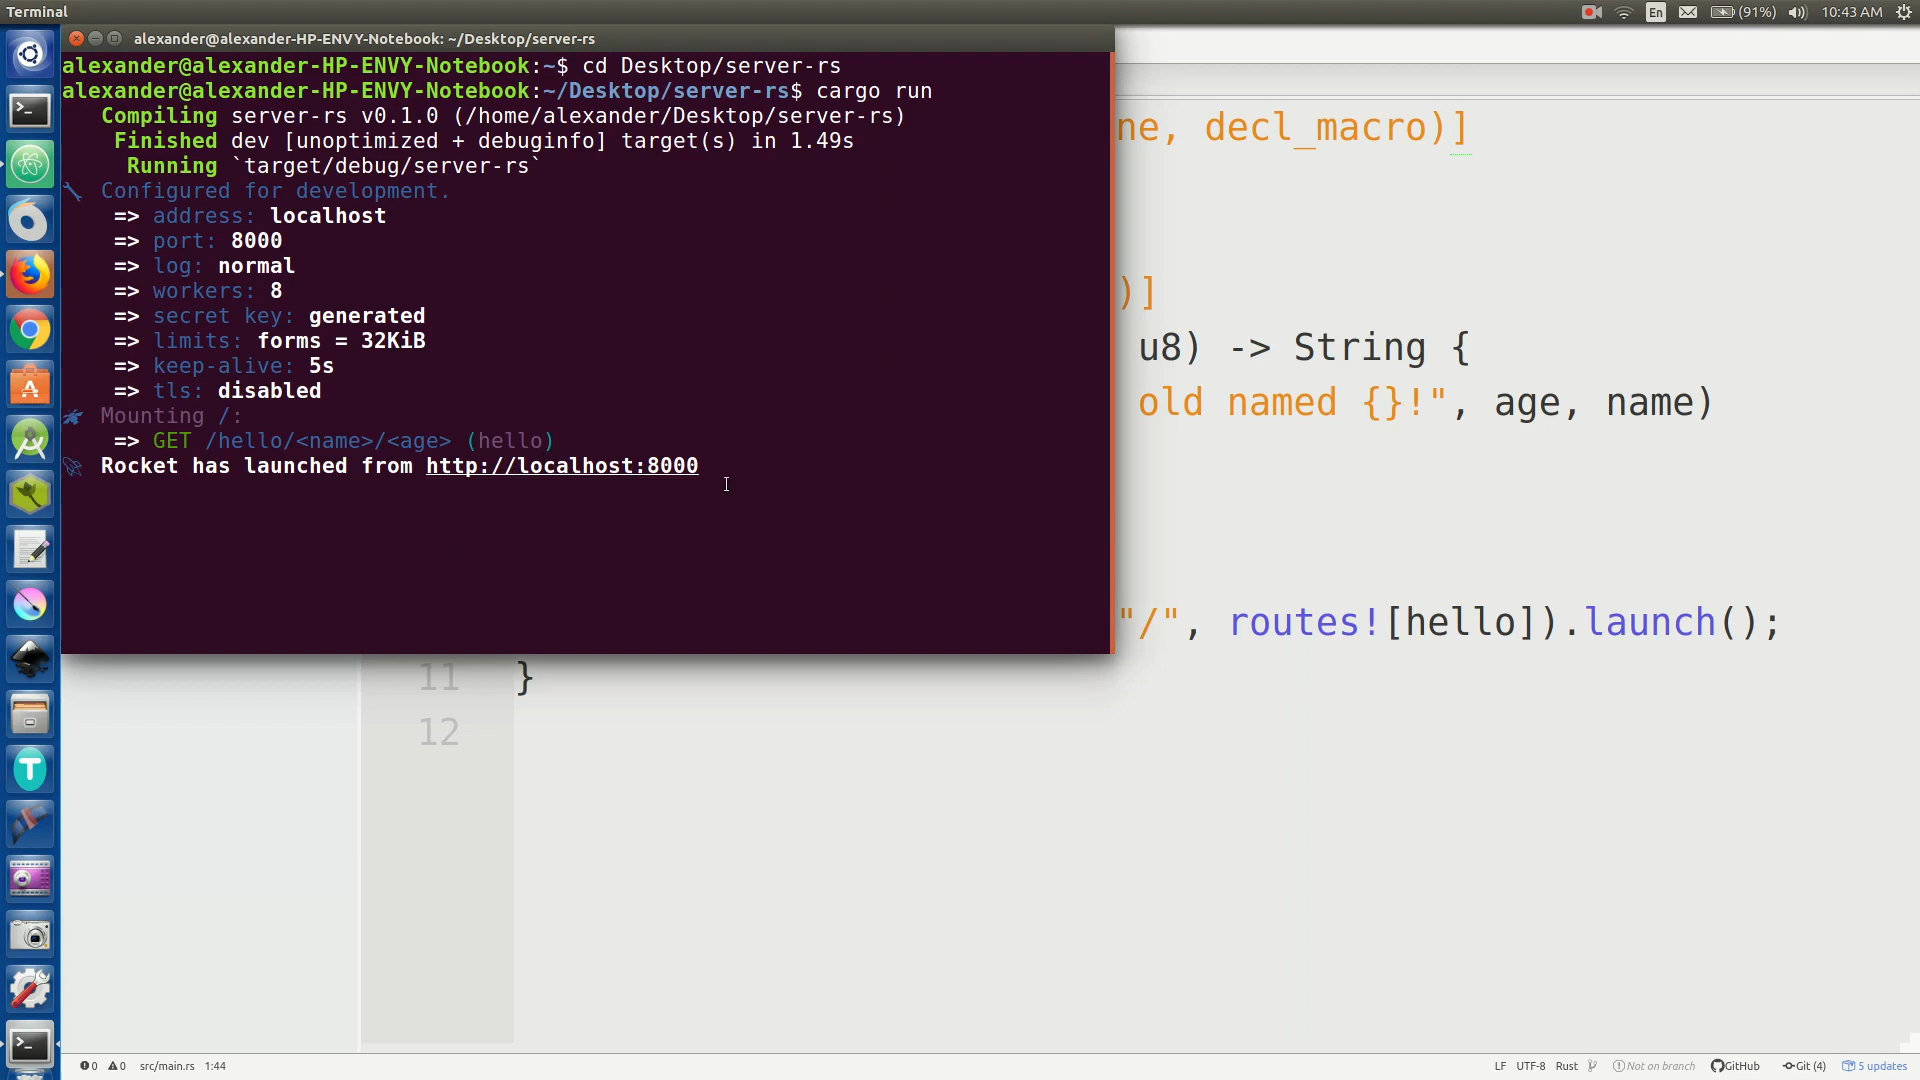 Terminal
En
(91%)
10:43 AM
alexander@alexander-HP-ENVY-Notebook: ~/Desktop/server-rs
alexander@alexander-HP-ENVY-Notebook:~$ cd Desktop/server-rs
alexander@alexander-HP-ENVY-Notebook:~/Desktop/server-rs$ cargo run
Compiling server-rs v0.1.0 (/home/alexander/Desktop/server-rs)
Finished dev [unoptimized + debuginfo] target(s) in 1.49s
Running `target/debug/server-rs`
Configured for development.
=> address: localhost
=> port: 8000
=> log: normal
=> workers: 8
=> secret key: generated
=> limits: forms = 32KiB
=> keep-alive: 5s
=> tls: disabled
Mounting /:
=> GET /hello/<name>/<age> (hello)
Rocket has launched from http://localhost:8000
ne, decl_macro)]
)]
u8) -> String {
old named {}!", age, name)
"/", routes![hello]).launch();
11 }
12
0 0 src/main.rs 1:44
LF UTF-8 Rust Not on branch GitHub Git (4) 5 updates